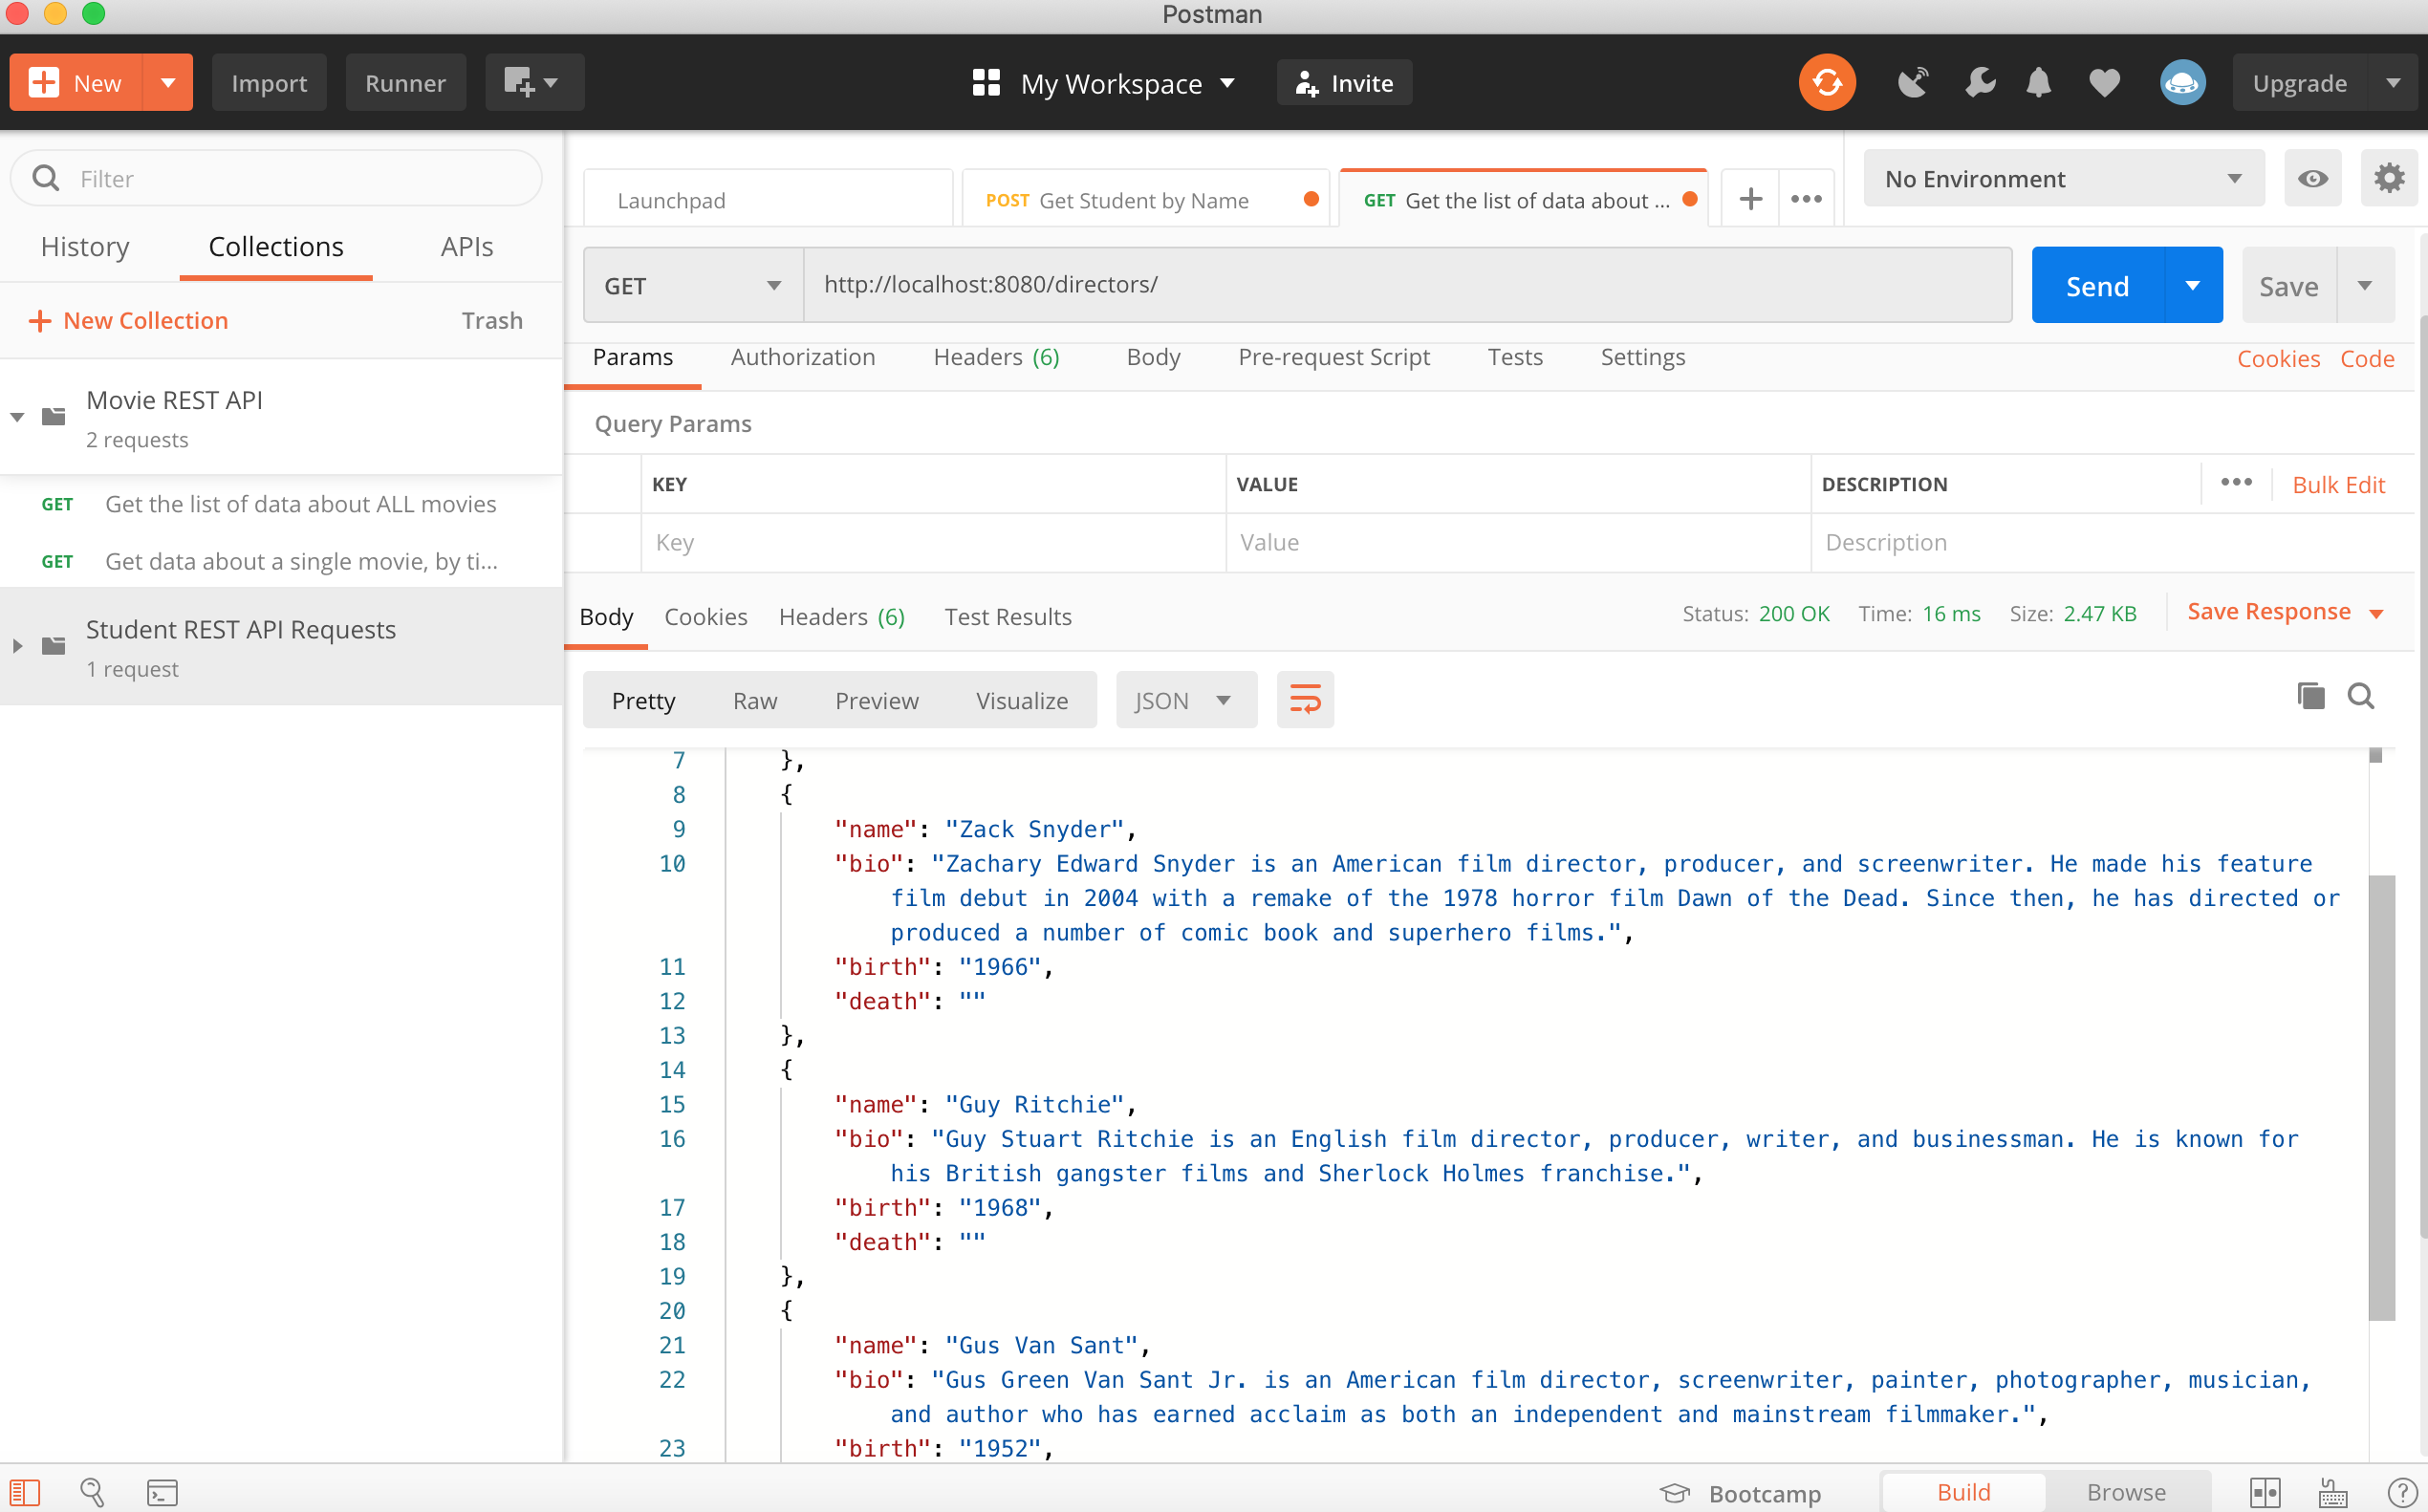 Postman
New
Import
Runner
My Workspace
Invite
Upgrade
Filter
History
Collections
APIs
New Collection
Trash
Movie REST API
2 requests
GET Get the list of data about ALL movies
GET Get data about a single movie, by ti...
Student REST API Requests
1 request
Launchpad
POST Get Student by Name
GET Get the list of data about ...
No Environment
GET
http://localhost:8080/directors/
Send
Save
Params
Authorization
Headers (6)
Body
Pre-request Script
Tests
Settings
Cookies
Code
Query Params
KEY
VALUE
DESCRIPTION
Bulk Edit
Key
Value
Description
Body
Cookies
Headers (6)
Test Results
Status: 200 OK
Time: 16 ms
Size: 2.47 KB
Save Response
Pretty
Raw
Preview
Visualize
JSON
7 },
8 {
9 "name": "Zack Snyder",
10 "bio": "Zachary Edward Snyder is an American film director, producer, and screenwriter. He made his feature
film debut in 2004 with a remake of the 1978 horror film Dawn of the Dead. Since then, he has directed or
produced a number of comic book and superhero films.",
11 "birth": "1966",
12 "death": ""
13 },
14 {
15 "name": "Guy Ritchie",
16 "bio": "Guy Stuart Ritchie is an English film director, producer, writer, and businessman. He is known for
his British gangster films and Sherlock Holmes franchise.",
17 "birth": "1968",
18 "death": ""
19 },
20 {
21 "name": "Gus Van Sant",
22 "bio": "Gus Green Van Sant Jr. is an American film director, screenwriter, painter, photographer, musician,
and author who has earned acclaim as both an independent and mainstream filmmaker.",
23 "birth": "1952",
Bootcamp
Build
Browse